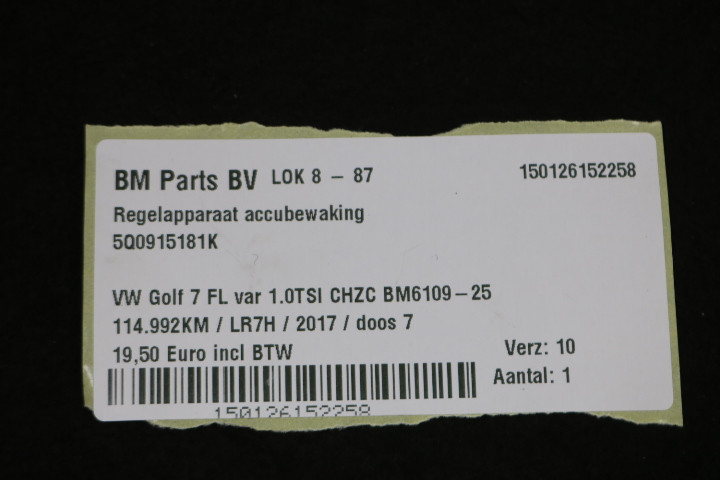 BM Parts BV LOK 8 - 87 150126152258
Regelapparaat accubewaking
5Q0915181K
VW Golf 7 FL var 1.0TSI CHZC BM6109-25
114.992KM / LR7H / 2017 / doos 7
19,50 Euro incl BTW Verz: 10
Aantal: 1
150126152258